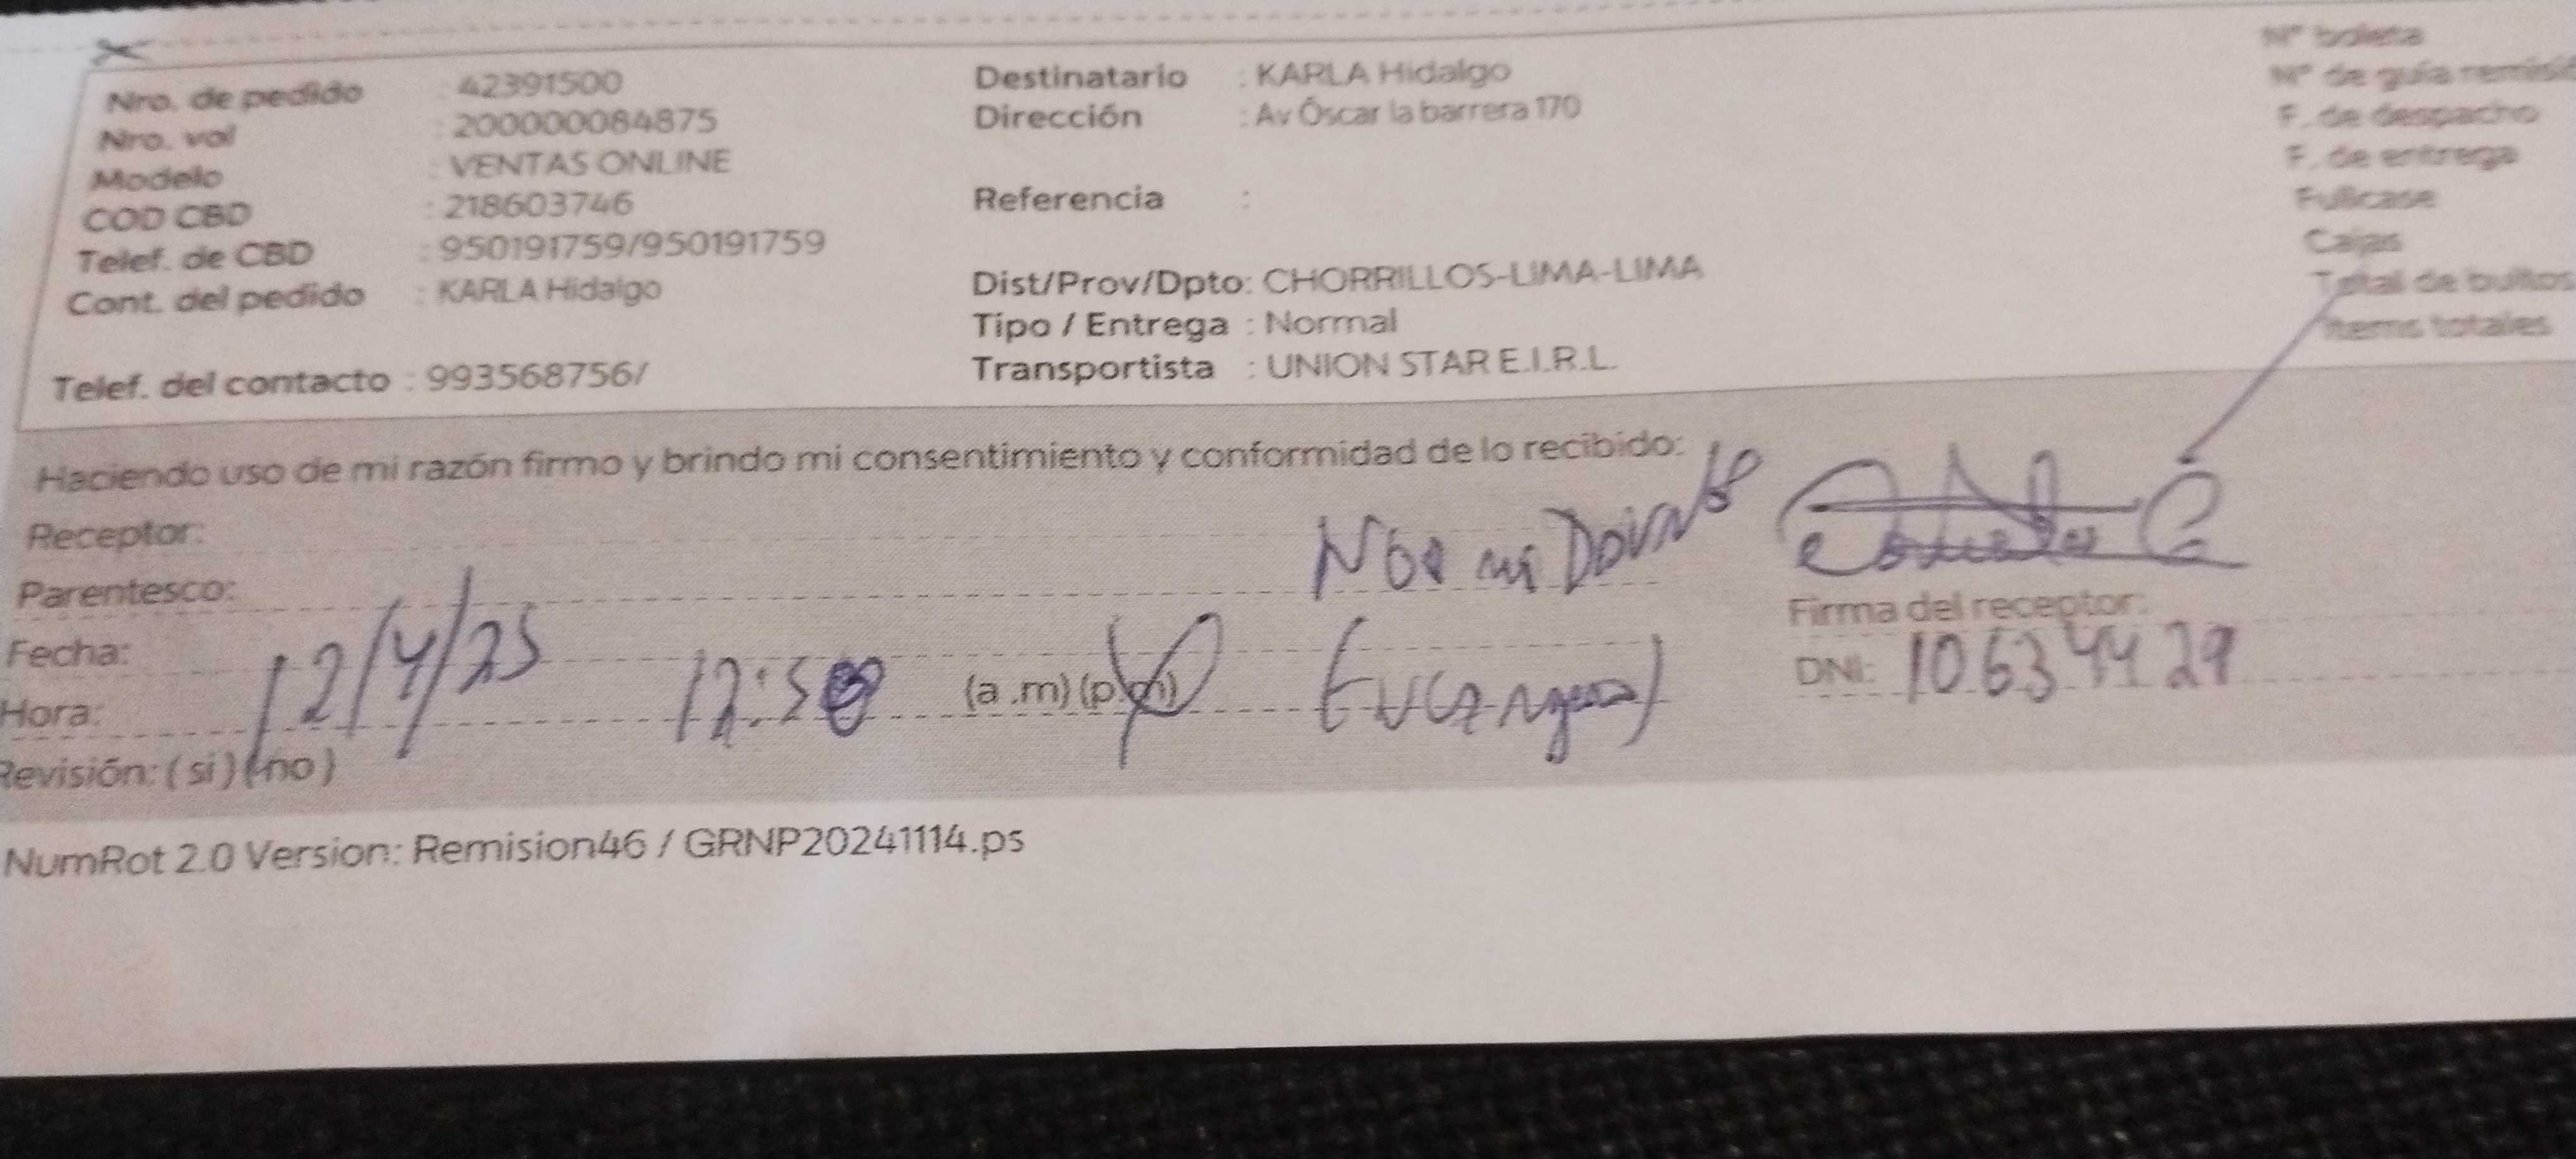 Nro. de pedido : 42391500
Nro. val : 200000084875
Modelo : VENTAS ONLINE
COD CBD : 218603746
Telef. de CBD : 950191759/950191759
Cont. del pedido : KARLA Hidalgo
Telef. del contacto : 993568756/
Destinatario : KARLA Hidalgo
Dirección : Av Óscar la barrera 170
Referencia :
Dist/Prov/Dpto: CHORRILLOS-LIMA-LIMA
Tipo / Entrega : Normal
Transportista : UNION STAR E.I.R.L.
N° boleta
N° de guía remisió
F. de despacho
F. de entrega
Fullcase
Cajas
Total de bultos
Items totales
Haciendo uso de mi razón firmo y brindo mi consentimiento y conformidad de lo recibido:
Receptor:
Parentesco:
Fecha: 12/4/25
Hora: 12:50 (a .m) (p.m)
Firma del receptor:
DNI: 10634429
Revisión: ( si ) ( no )
NumRot 2.0 Version: Remision46 / GRNP20241114.ps